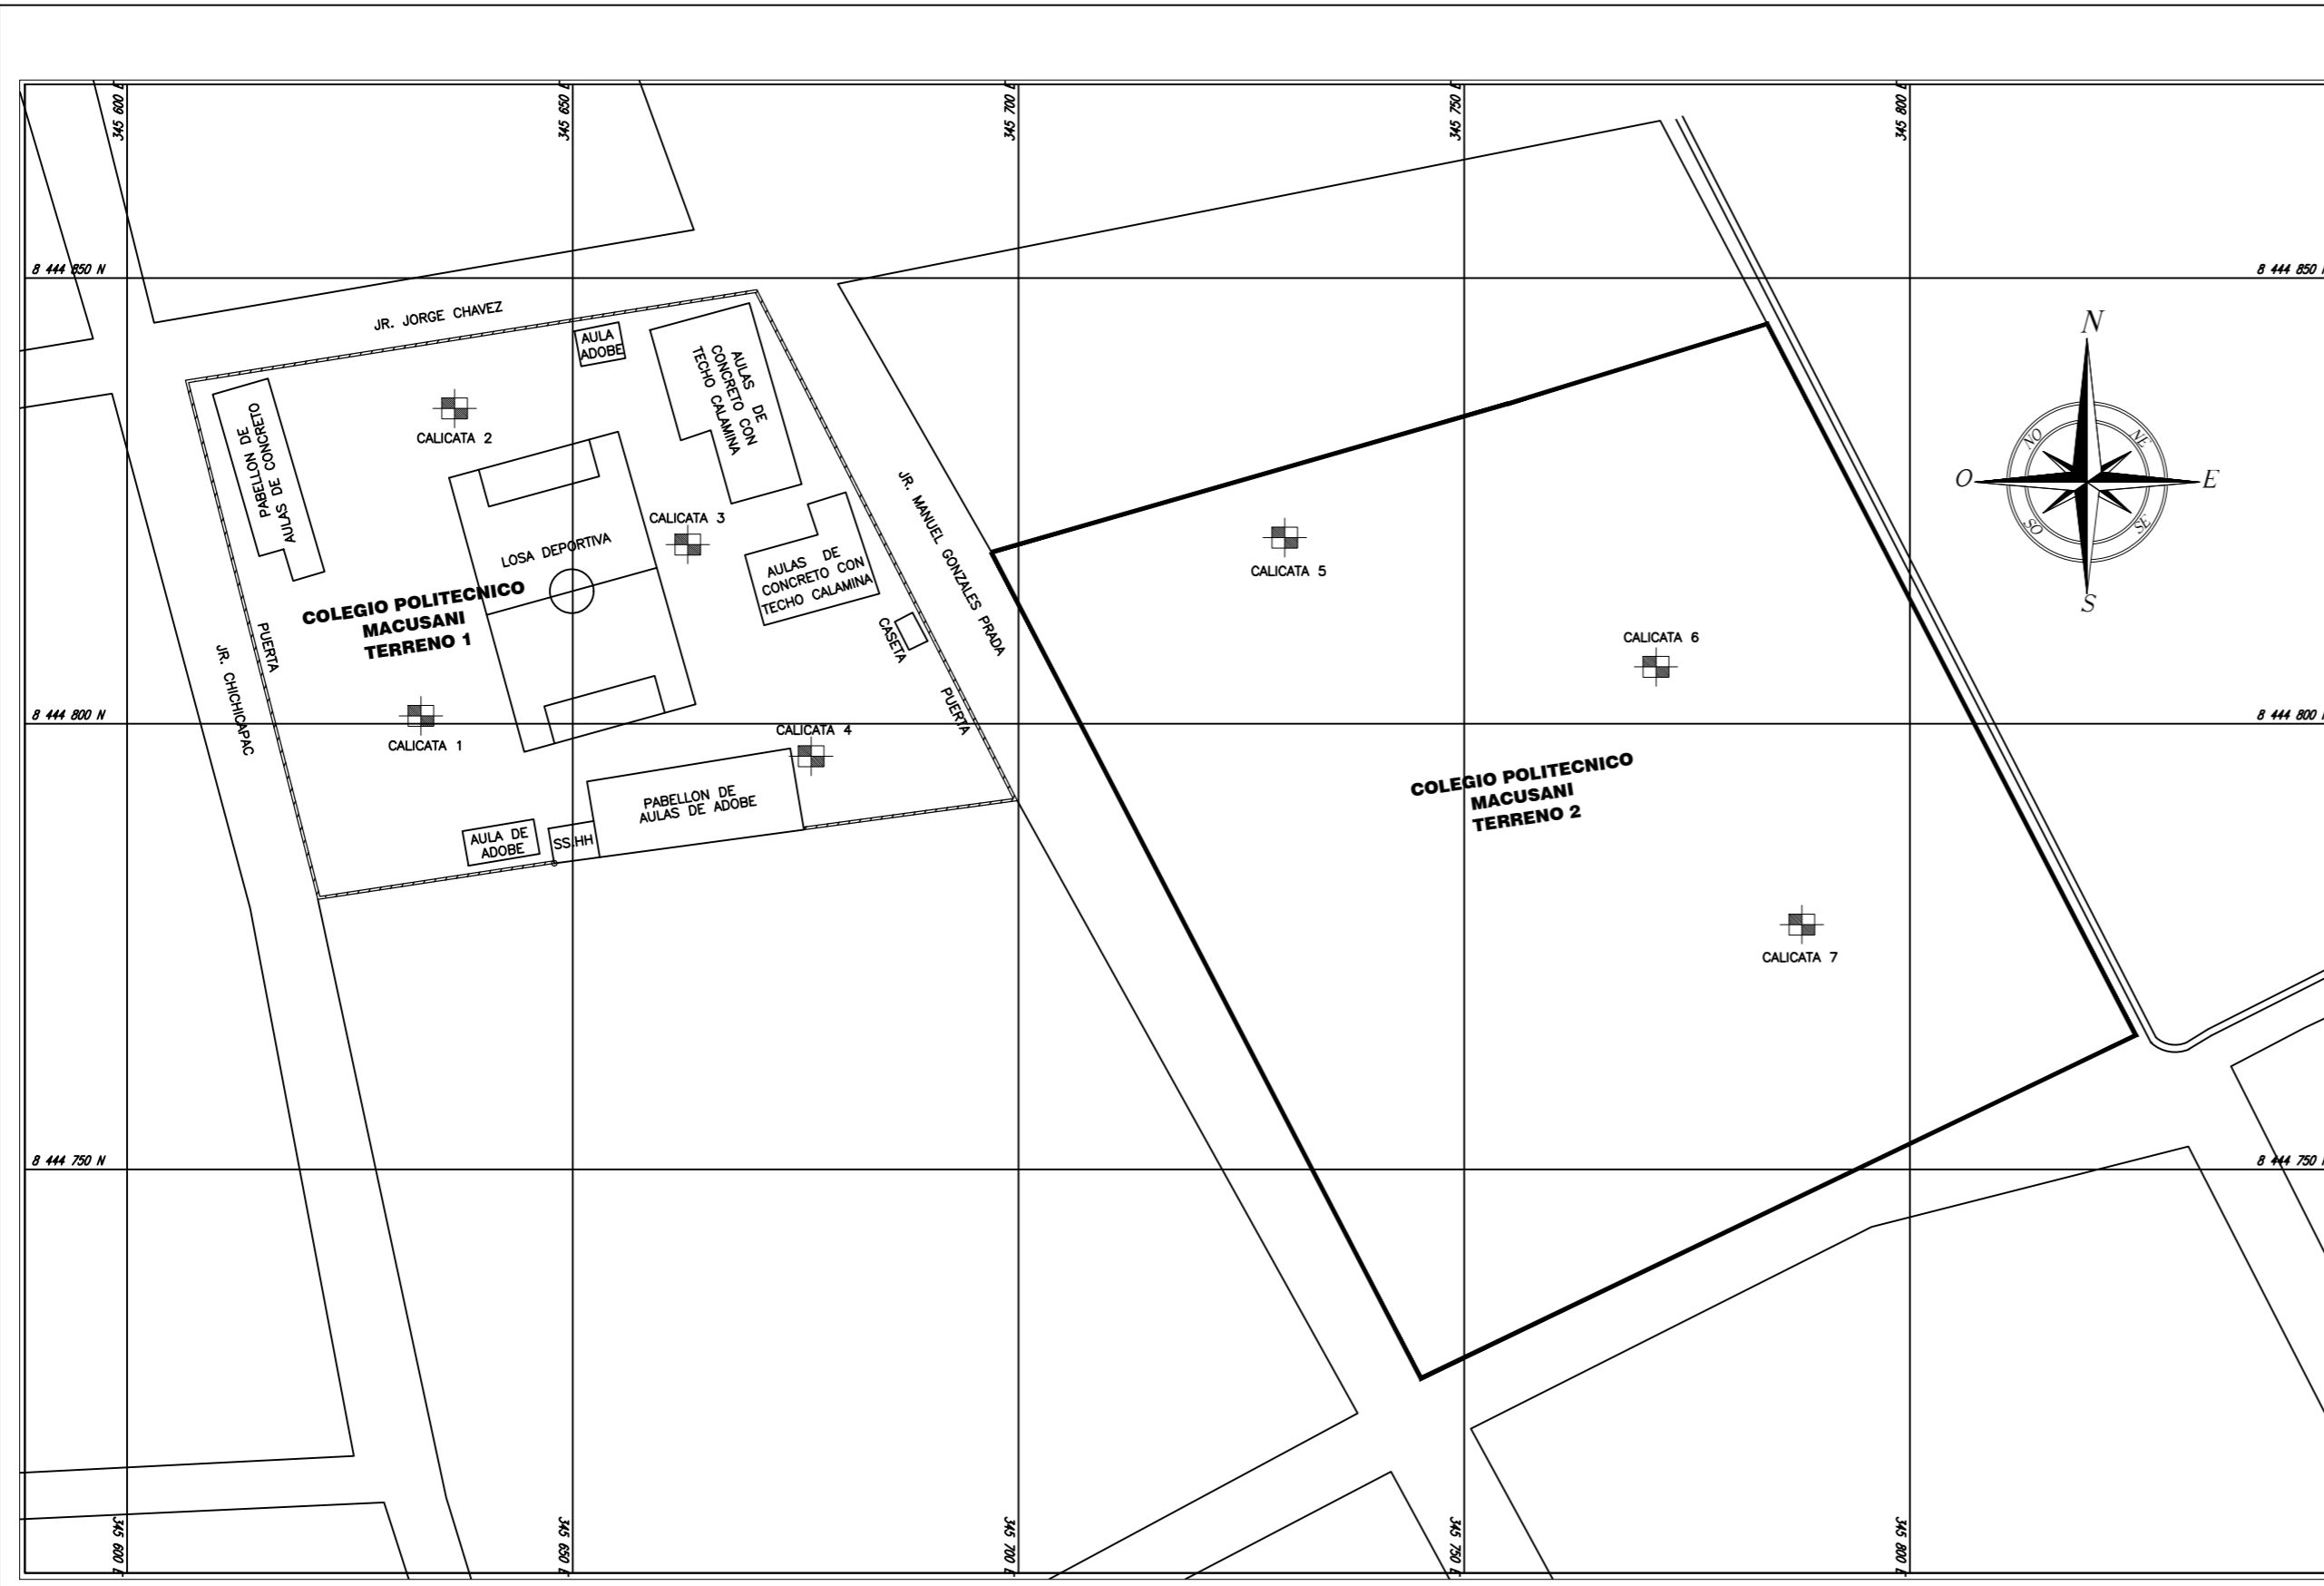 345 600 E
345 650 E
345 700 E
345 750 E
345 800 E
8 444 850 N
8 444 850
JR. JORGE CHAVEZ
AULA
ADOBE
AULAS DE
CONCRETO CON
TECHO CALAMINA
PABELLON DE
AULAS DE CONCRETO
CALICATA 2
CALICATA 3
LOSA DEPORTIVA
AULAS DE
CONCRETO CON
TECHO CALAMINA
JR. MANUEL GONZALES PRADA
COLEGIO POLITECNICO
MACUSANI
TERRENO 1
PUERTA
JR. CHICHICAPAC
CASETA
PUERTA
CALICATA 5
CALICATA 6
N
NO
NE
O
E
SO
SE
S
8 444 800 N
8 444 800
CALICATA 1
CALICATA 4
PABELLON DE
AULAS DE ADOBE
AULA DE
ADOBE
SS.HH
COLEGIO POLITECNICO
MACUSANI
TERRENO 2
CALICATA 7
8 444 750 N
8 444 750
345 600 E
345 650 E
345 700 E
345 750 E
345 800 E